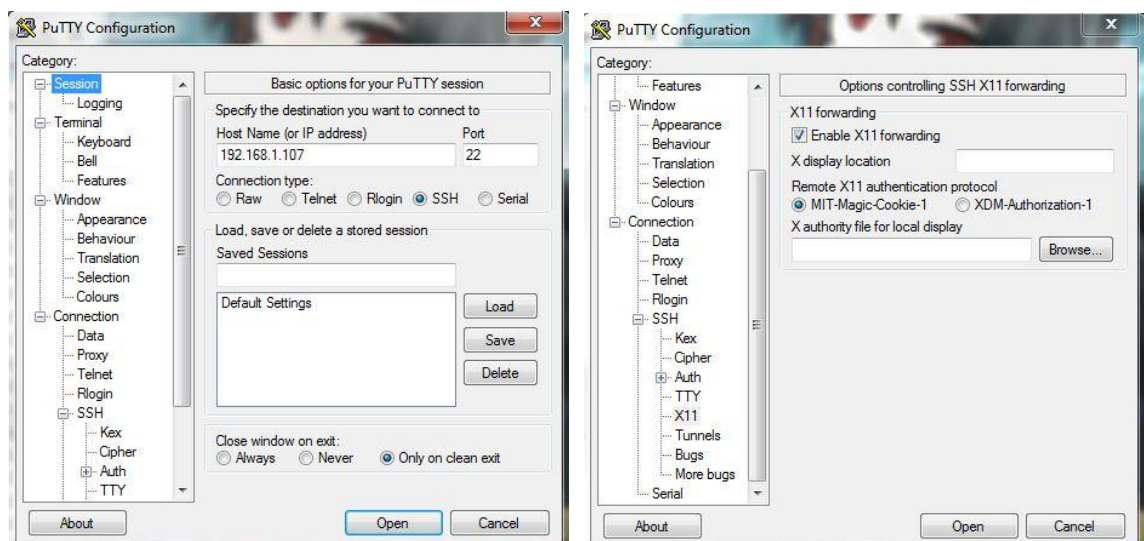 PuTTY Configuration
Category:
Session
Logging
Terminal
Keyboard
Bell
Features
Window
Appearance
Behaviour
Translation
Selection
Colours
Connection
Data
Proxy
Telnet
Rlogin
SSH
Kex
Cipher
Auth
TTY
Basic options for your PuTTY session
Specify the destination you want to connect to
Host Name (or IP address) Port
192.168.1.107 22
Connection type:
Raw Telnet Rlogin SSH Serial
Load, save or delete a stored session
Saved Sessions
Default Settings
Load
Save
Delete
Close window on exit:
Always Never Only on clean exit
About Open Cancel
PuTTY Configuration
Category:
Features
Window
Appearance
Behaviour
Translation
Selection
Colours
Connection
Data
Proxy
Telnet
Rlogin
SSH
Kex
Cipher
Auth
TTY
X11
Tunnels
Bugs
More bugs
Serial
Options controlling SSH X11 forwarding
X11 forwarding
Enable X11 forwarding
X display location
Remote X11 authentication protocol
MIT-Magic-Cookie-1 XDM-Authorization-1
X authority file for local display
Browse...
About Open Cancel